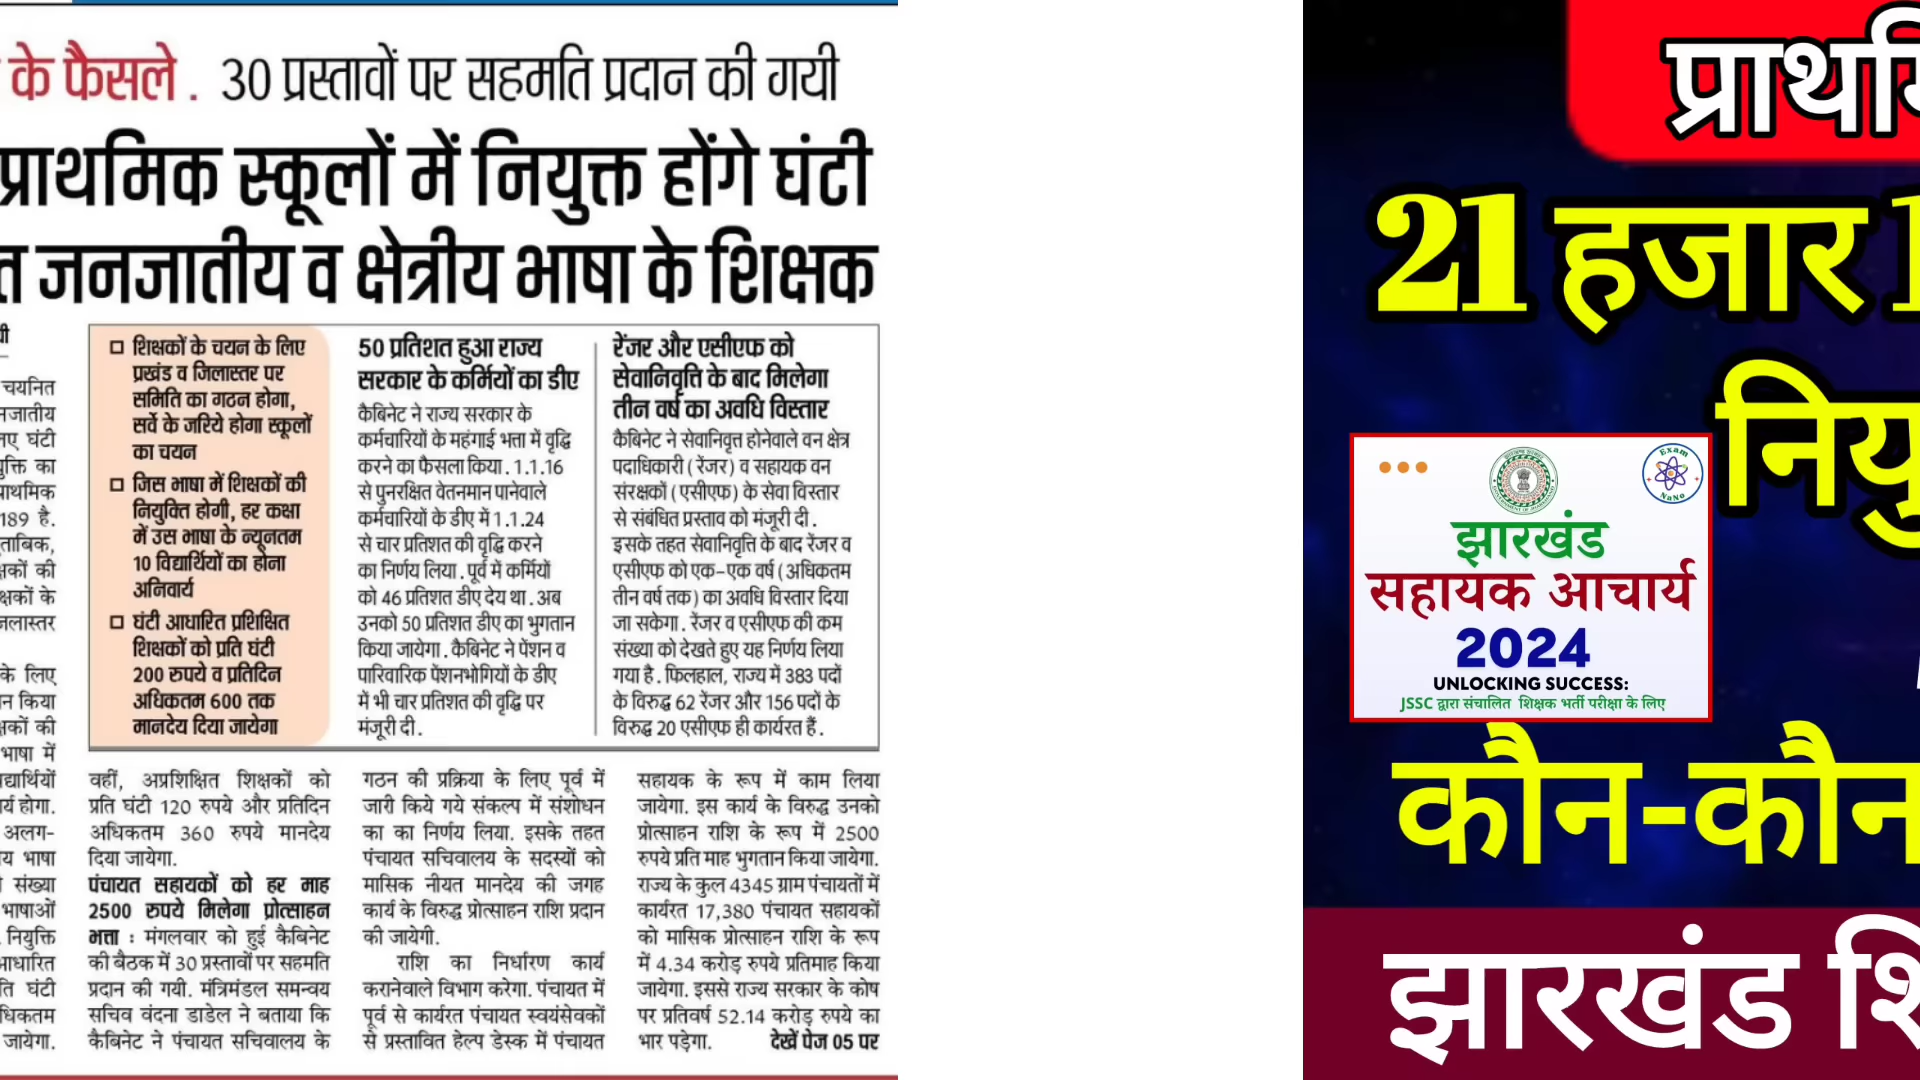 के फैसले . 30 प्रस्तावों पर सहमति प्रदान की गयी
प्राथमिक स्कूलों में नियुक्त होंगे घंटी
त जनजातीय व क्षेत्रीय भाषा के शिक्षक
चयनित
नजातीय
घंटी
का
189 है.
की
के
के लिए
किया
की
भाषा में
होगा.
अलग-
भाषा
संख्या
भाषाओं
नियुक्ति
घंटी
जायेगा.
शिक्षकों के चयन के लिए
प्रखंड व जिलास्तर पर
समिति का गठन होगा,
सर्वे के जरिये होगा स्कूलों
का चयन
जिस भाषा में शिक्षकों की
नियुक्ति होगी, हर कक्षा
में उस भाषा के न्यूनतम
10 विद्यार्थियों का होना
अनिवार्य
घंटी आधारित प्रशिक्षित
शिक्षकों को प्रति घंटी
200 रुपये व प्रतिदिन
अधिकतम 600 तक
मानदेय दिया जायेगा
50 प्रतिशत हुआ राज्य
सरकार के कर्मियों का डीए
कैबिनेट ने राज्य सरकार के
कर्मचारियों के महंगाई भत्ता में वृद्धि
करने का फैसला किया . 1.1.16
से पुनरक्षित वेतनमान पानेवाले
कर्मचारियों के डीए में 1.1.24
से चार प्रतिशत की वृद्धि करने
का निर्णय लिया . पूर्व में कर्मियों
को 46 प्रतिशत डीए देय था . अब
उनको 50 प्रतिशत डीए का भुगतान
किया जायेगा . कैबिनेट ने पेंशन व
पारिवारिक पेंशनभोगियों के डीए
में भी चार प्रतिशत की वृद्धि पर
मंजूरी दी .
रेंजर और एसीएफ को
सेवानिवृत्ति के बाद मिलेगा
तीन वर्ष का अवधि विस्तार
कैबिनेट ने सेवानिवृत्त होनेवाले वन क्षेत्र
पदाधिकारी ( रेंजर ) व सहायक वन
संरक्षकों ( एसीएफ ) के सेवा विस्तार
से संबंधित प्रस्ताव को मंजूरी दी .
इसके तहत सेवानिवृत्ति के बाद रेंजर व
एसीएफ को एक-एक वर्ष ( अधिकतम
तीन वर्ष तक ) का अवधि विस्तार दिया
जा सकेगा . रेंजर व एसीएफ की कम
संख्या को देखते हुए यह निर्णय लिया
गया है . फिलहाल, राज्य में 383 पदों
के विरुद्ध 62 रेंजर और 156 पदों के
विरुद्ध 20 एसीएफ ही कार्यरत हैं .
वहीं, अप्रशिक्षित शिक्षकों को
प्रति घंटी 120 रुपये और प्रतिदिन
अधिकतम 360 रुपये मानदेय
दिया जायेगा.
पंचायत सहायकों को हर माह
2500 रुपये मिलेगा प्रोत्साहन
भत्ता : मंगलवार को हुई कैबिनेट
की बैठक में 30 प्रस्तावों पर सहमति
प्रदान की गयी. मंत्रिमंडल समन्वय
सचिव वंदना डाडेल ने बताया कि
कैबिनेट ने पंचायत सचिवालय के
गठन की प्रक्रिया के लिए पूर्व में
जारी किये गये संकल्प में संशोधन
का का निर्णय लिया. इसके तहत
पंचायत सचिवालय के सदस्यों को
मासिक नीयत मानदेय की जगह
कार्य के विरुद्ध प्रोत्साहन राशि प्रदान
की जायेगी.
राशि का निर्धारण कार्य
करानेवाले विभाग करेगा. पंचायत में
पूर्व से कार्यरत पंचायत स्वयंसेवकों
से प्रस्तावित हेल्प डेस्क में पंचायत
सहायक के रूप में काम लिया
जायेगा. इस कार्य के विरुद्ध उनको
प्रोत्साहन राशि के रूप में 2500
रुपये प्रति माह भुगतान किया जायेगा.
राज्य के कुल 4345 ग्राम पंचायतों में
कार्यरत 17,380 पंचायत सहायकों
को मासिक प्रोत्साहन राशि के रूप
में 4.34 करोड़ रुपये प्रतिमाह किया
जायेगा. इससे राज्य सरकार के कोष
पर प्रतिवर्ष 52.14 करोड़ रुपये का
भार पड़ेगा. देखें पेज 05 पर
21 हजार 1
Exam
NaNo
झारखंड
सहायक आचार्य
2024
UNLOCKING SUCCESS:
JSSC द्वारा संचालित शिक्षक भर्ती परीक्षा के लिए
कौन-कौन
झारखंड शि